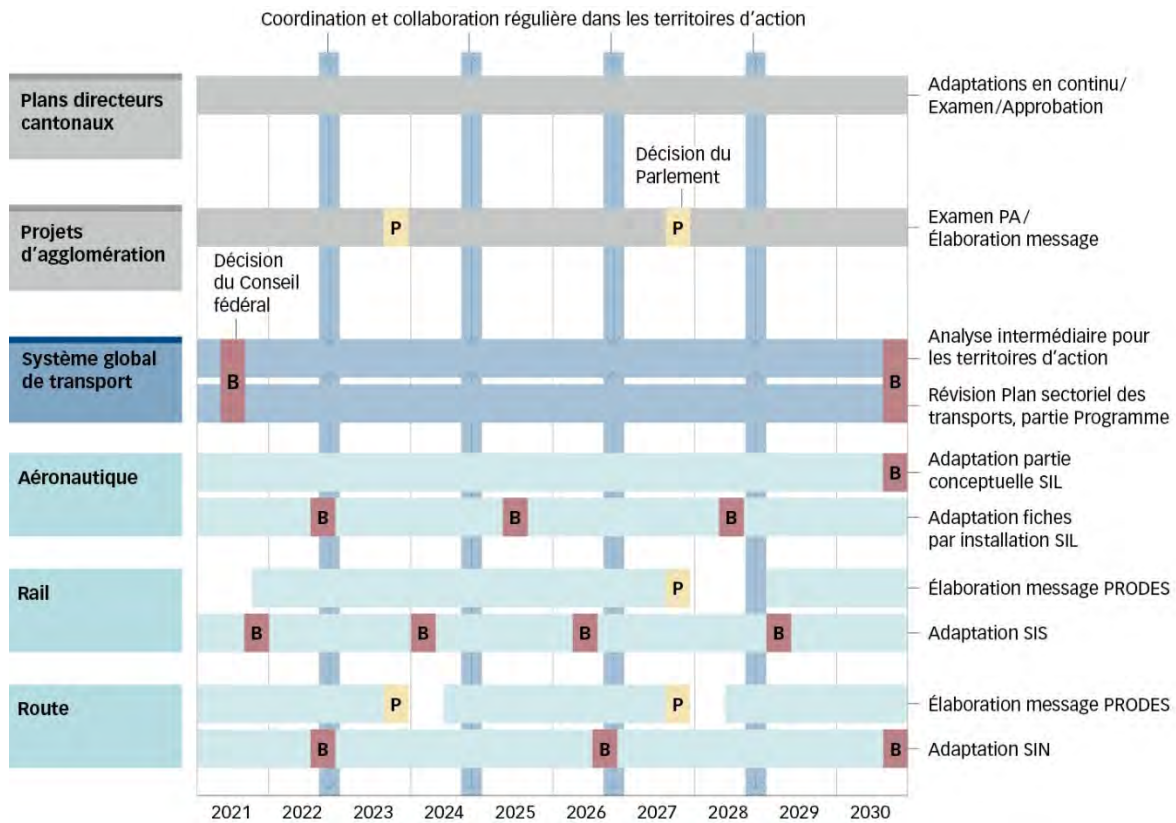 Coordination et collaboration régulière dans les territoires d'action
Plans directeurs
cantonaux
Adaptations en continu/
Examen/Approbation
Décision du
Parlement
Projets
d'agglomération
P
P
Examen PA/
Élaboration message
Décision
du Conseil
fédéral
Système global
de transport
B
B
Analyse intermédiaire pour
les territoires d'action
Révision Plan sectoriel des
transports, partie Programme
Aéronautique
B
Adaptation partie
conceptuelle SIL
B
B
B
Adaptation fiches
par installation SIL
Rail
P
Élaboration message PRODES
B
B
B
B
Adaptation SIS
Route
P
P
Élaboration message PRODES
B
B
B
Adaptation SIN
2021 2022 2023 2024 2025 2026 2027 2028 2029 2030